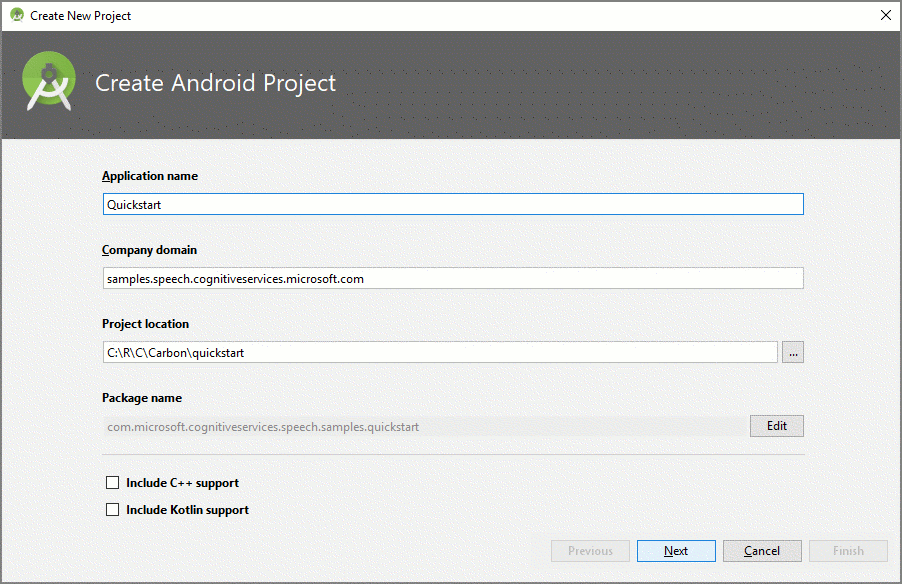 Create New Project
Create Android Project
Application name
Quickstart
Company domain
samples.speech.cognitiveservices.microsoft.com
Project location
C:\R\C\Carbon\quickstart
...
Package name
com.microsoft.cognitiveservices.speech.samples.quickstart
Edit
Include C++ support
Include Kotlin support
Previous
Next
Cancel
Finish